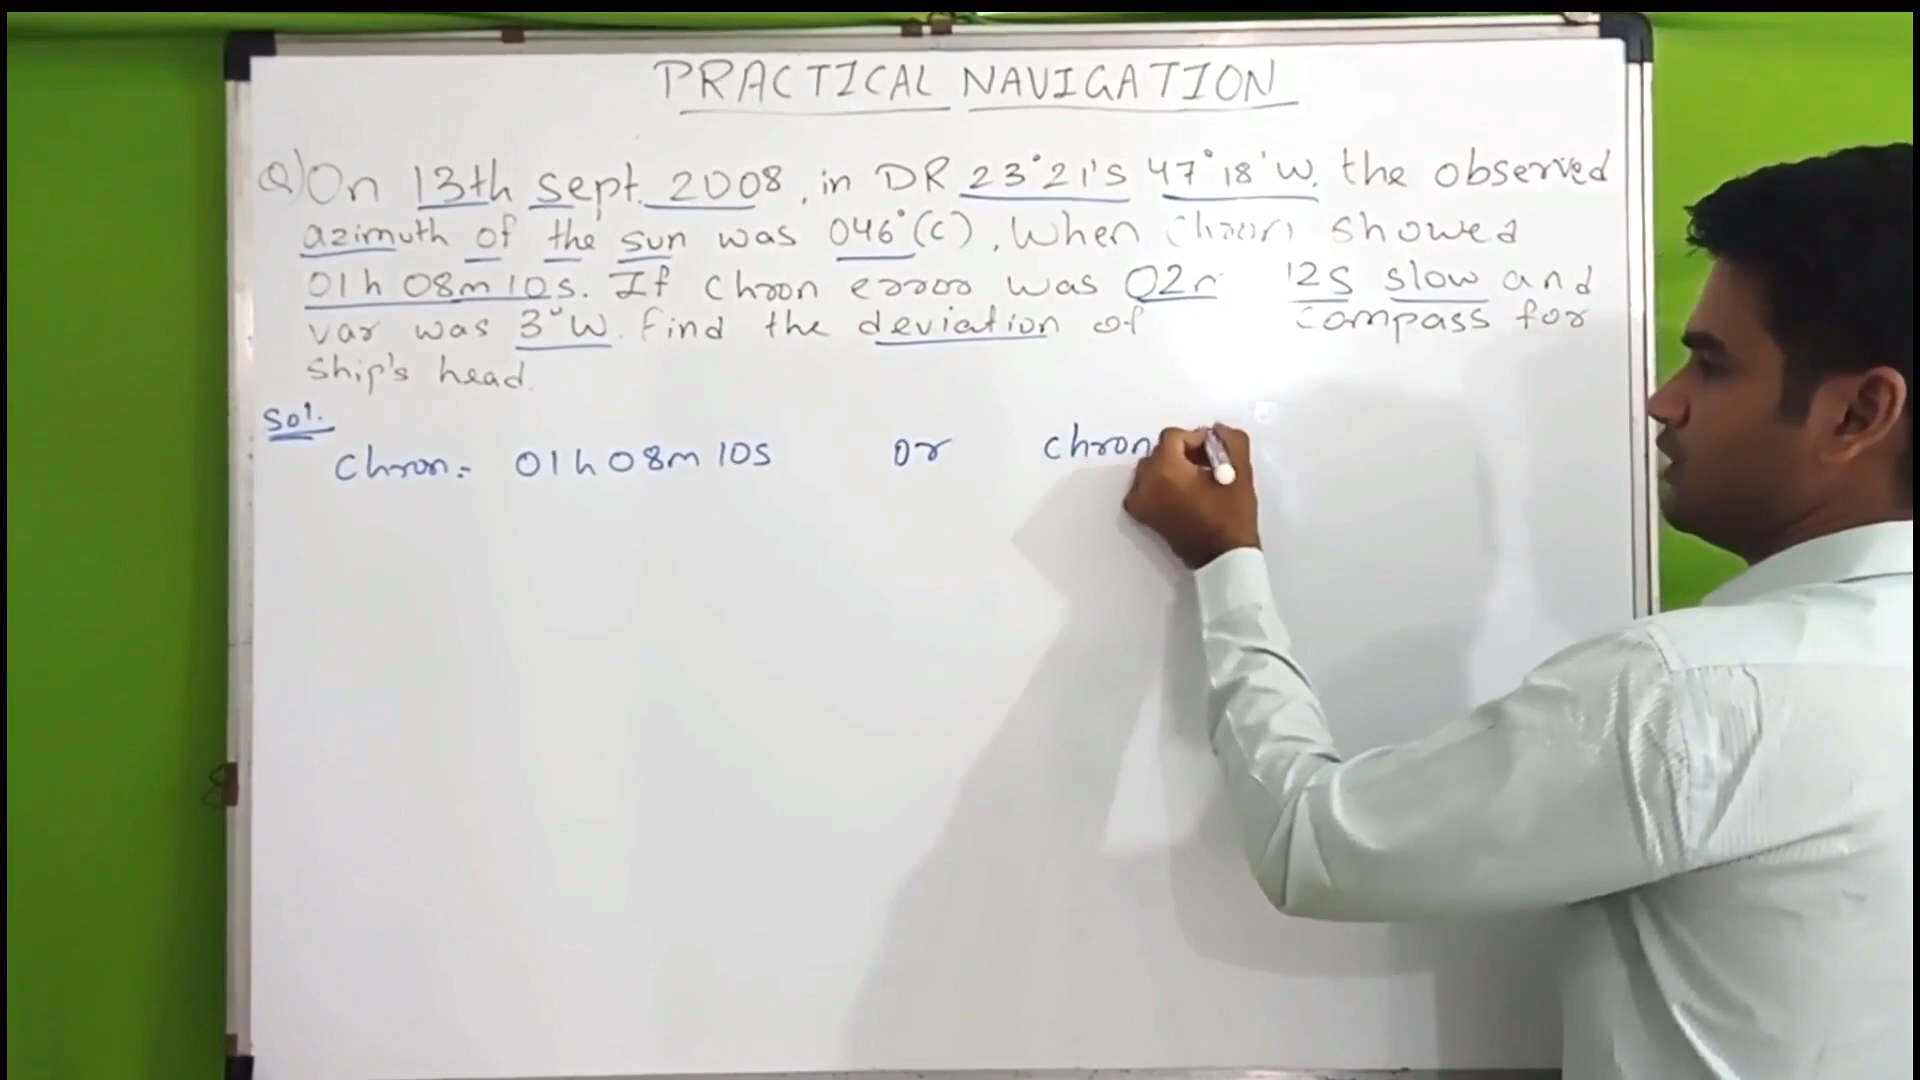 PRACTICAL NAVIGATION
Q) On 13th Sept. 2008, in DR 23°21'S 47°18'W. the observed
azimuth of the sun was 046°(C), When Chron showed
01h 08m 10s. If chron error was 02m 12s slow and
var was 3°W. find the deviation of compass for
ship's head.
Sol.
Chron:- 01h 08m 10s or chron